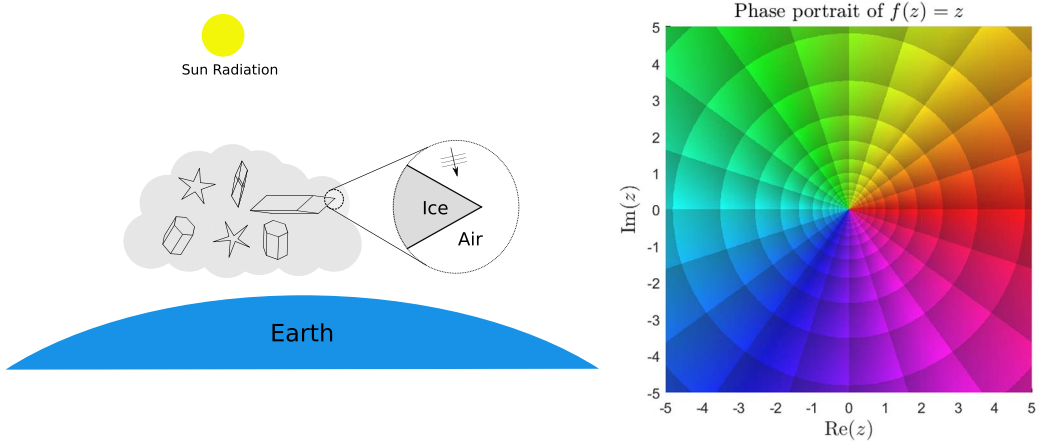 Sun Radiation
Ice
Air
Earth
Phase portrait of f(z) = z
5
4
3
2
1
0
-1
-2
-3
-4
-5
Im(z)
-5 -4 -3 -2 -1 0 1 2 3 4 5
Re(z)